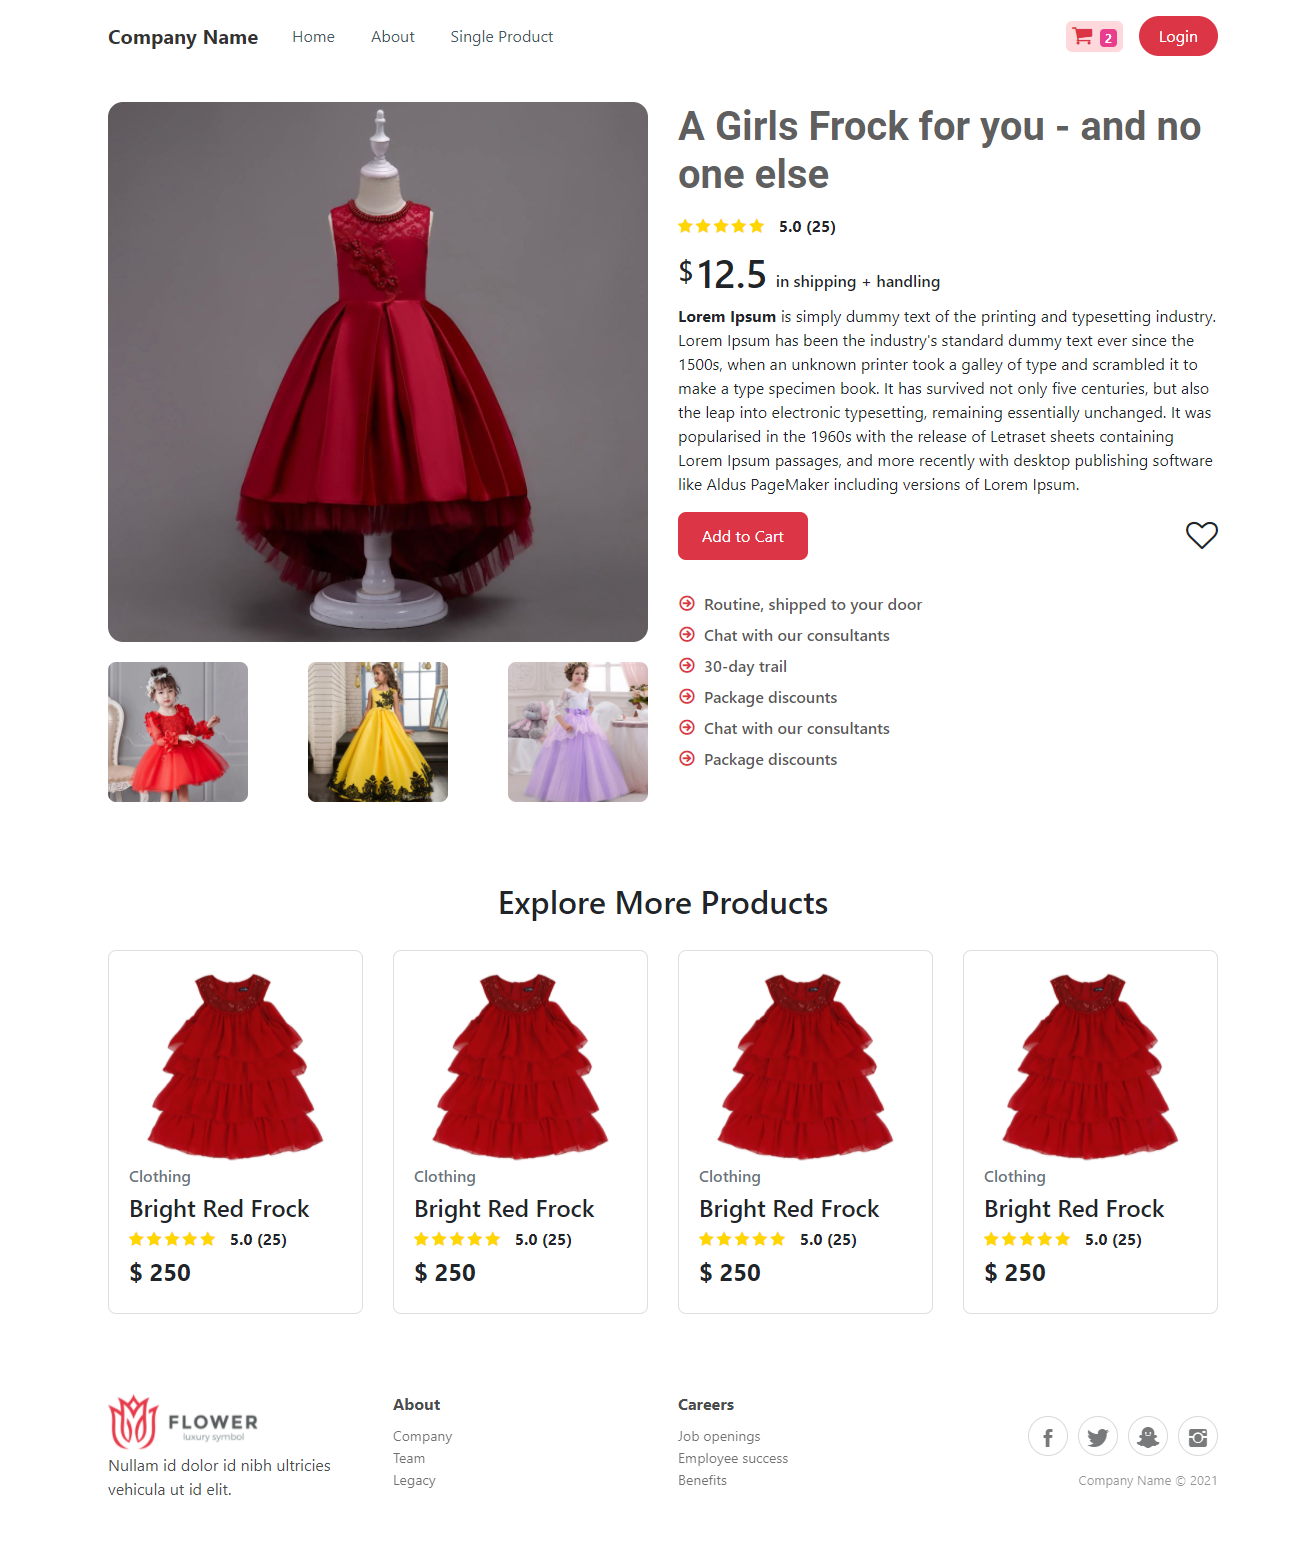 Company Name Home About Single Product 2 Login
A Girls Frock for you - and no
one else
5.0 (25)
$12.5 in shipping + handling
Lorem Ipsum is simply dummy text of the printing and typesetting industry.
Lorem Ipsum has been the industry's standard dummy text ever since the
1500s, when an unknown printer took a galley of type and scrambled it to
make a type specimen book. It has survived not only five centuries, but also
the leap into electronic typesetting, remaining essentially unchanged. It was
popularised in the 1960s with the release of Letraset sheets containing
Lorem Ipsum passages, and more recently with desktop publishing software
like Aldus PageMaker including versions of Lorem Ipsum.
Add to Cart
Routine, shipped to your door
Chat with our consultants
30-day trail
Package discounts
Chat with our consultants
Package discounts
Explore More Products
Clothing
Bright Red Frock
5.0 (25)
$ 250
Clothing
Bright Red Frock
5.0 (25)
$ 250
Clothing
Bright Red Frock
5.0 (25)
$ 250
Clothing
Bright Red Frock
5.0 (25)
$ 250
FLOWER
luxury symbol
Nullam id dolor id nibh ultricies
vehicula ut id elit.
About
Company
Team
Legacy
Careers
Job openings
Employee success
Benefits
Company Name © 2021